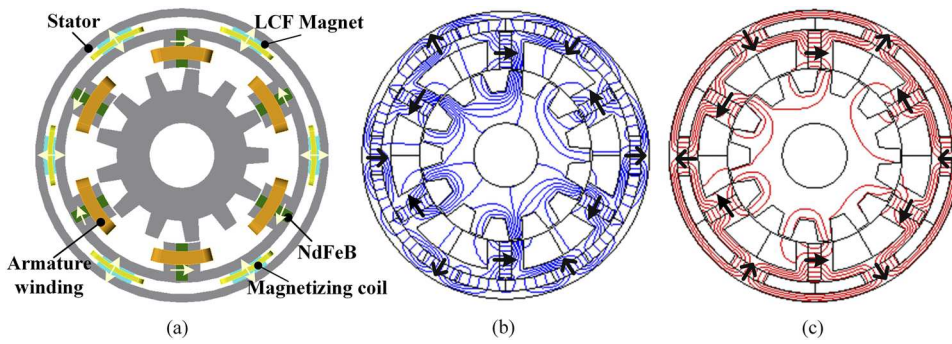 Stator
LCF Magnet
Armature
winding
NdFeB
Magnetizing coil
(a)
(b)
(c)